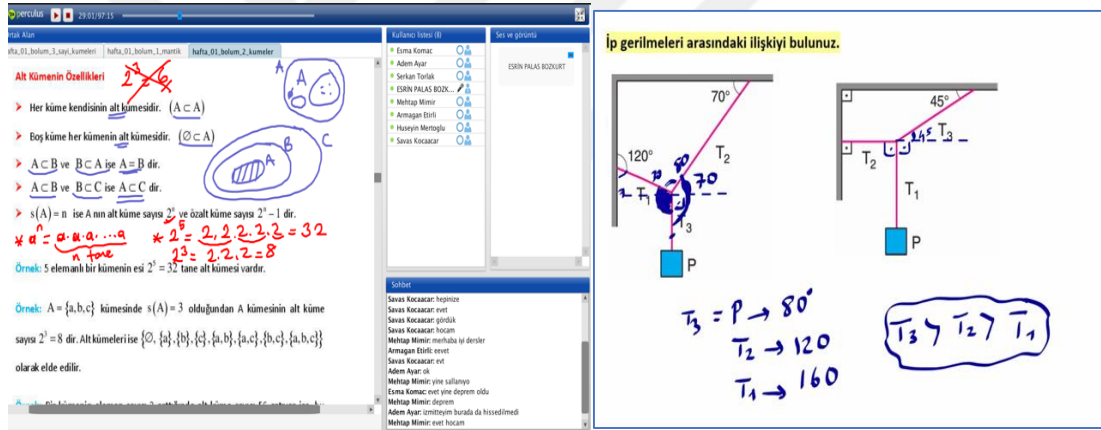 perculus 29:01/97:15
rtak Alan
afta_01_bolum_3_sayi_kumeleri hafta_01_bolum_1_mantik hafta_01_bolum_2_kumeler
Alt Kümenin Özellikleri
2³ = 6
A
A
➤ Her küme kendisinin alt kümesidir. (A ⊂ A)
➤ Boş küme her kümenin alt kümesidir. (∅ ⊂ A)
A B C
➤ A ⊂ B ve B ⊂ A ise A = B dir.
➤ A ⊂ B ve B ⊂ C ise A ⊂ C dir.
➤ s(A) = n ise A nın alt küme sayısı 2ⁿ ve özalt küme sayısı 2ⁿ − 1 dir.
* aⁿ = a.a.a. ...a
n tane
* 2⁵ = 2.2.2.2.2 = 32
2³ = 2.2.2 = 8
Örnek: 5 elemanlı bir kümenin esi 2⁵ = 32 tane alt kümesi vardır.
Örnek: A = {a,b,c} kümesinde s(A) = 3 olduğundan A kümesinin alt küme
sayısı 2³ = 8 dir. Alt kümeleri ise {∅, {a}, {b}, {c}, {a,b}, {a,c}, {b,c}, {a,b,c}}
olarak elde edilir.
Kullanıcı listesi (8)
Esma Komac
Adem Ayar
Serkan Torlak
ESRİN PALAS BOZK...
Mehtap Mimir
Armagan Etirli
Huseyin Mertoglu
Savas Kocaacar
Ses ve görüntü
ESRİN PALAS BOZKURT
Sohbet
Savas Kocaacar: hepinize
Savas Kocaacar: evet
Savas Kocaacar: gördük
Savas Kocaacar: hocam
Mehtap Mimir: merhaba iyi dersler
Armagan Etirli: eevet
Savas Kocaacar: evt
Adem Ayar: ok
Mehtap Mimir: yine sallanıyo
Esma Komac: evet yine deprem oldu
Mehtap Mimir: deprem
Adem Ayar: izmitteyim burada da hissedilmedi
Mehtap Mimir: evet hocam
İp gerilmeleri arasındaki ilişkiyi bulunuz.
70°
120°
80
70
T₂
T₁
T₃
P
45°
45
T₃
T₂
T₁
P
T₃ = P → 80°
T₂ → 120
T₁ → 160
T₃ > T₂ > T₁